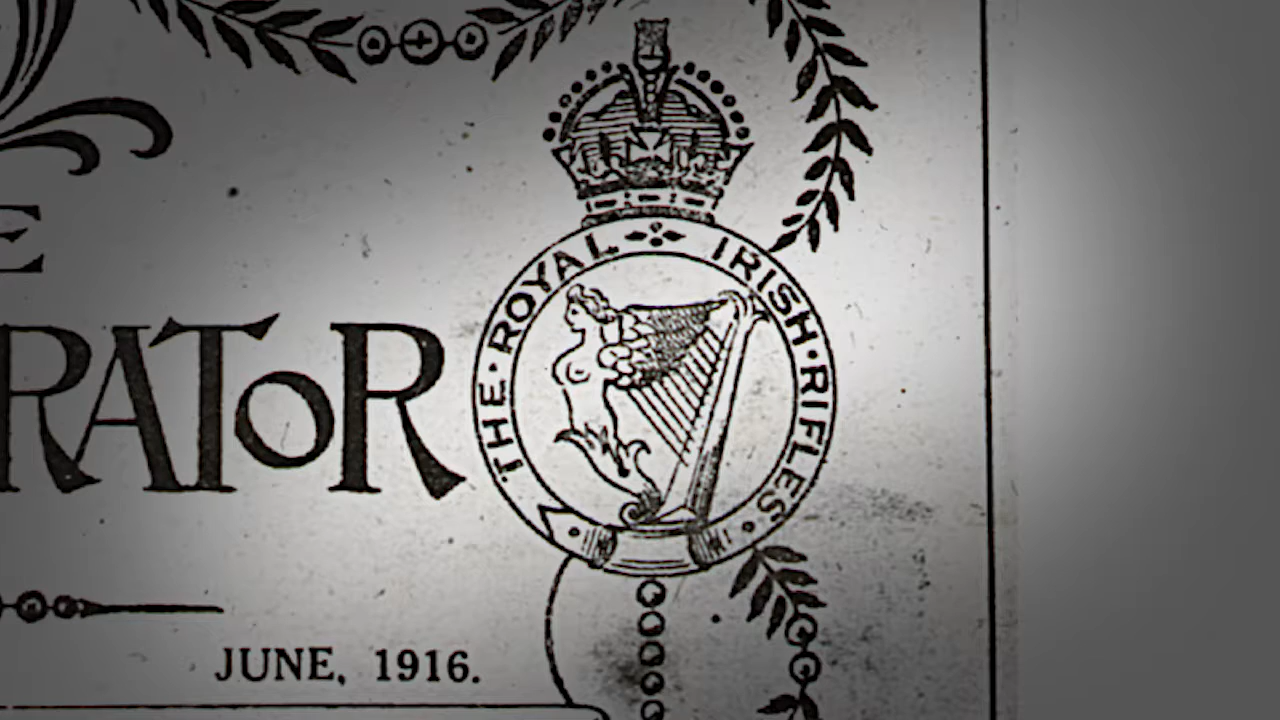 THE · ROYAL IRISH · RIFLES
E
RATOR
JUNE, 1916.